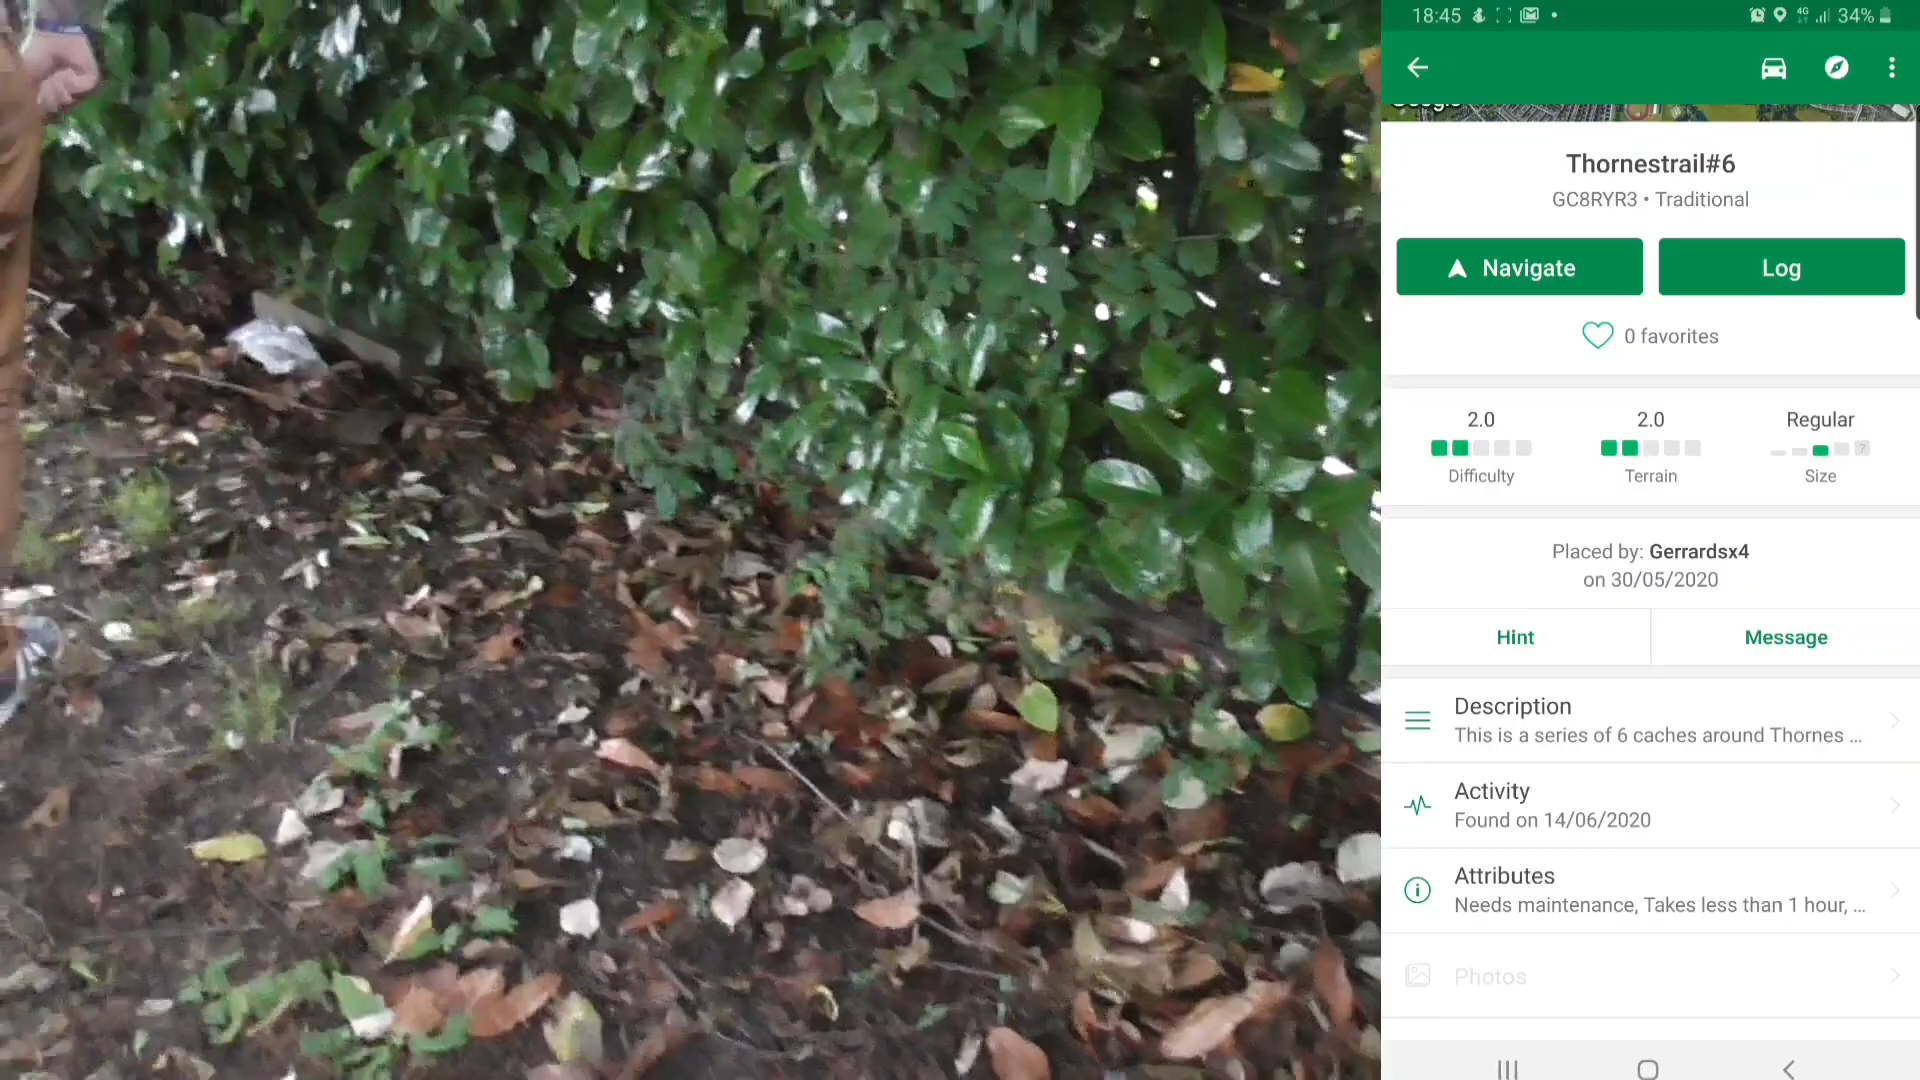 18:45
4G
34%
Google
Thornestrail#6
GC8RYR3 • Traditional
Navigate
Log
0 favorites
2.0
2.0
Regular
?
Difficulty
Terrain
Size
Placed by: Gerrardsx4
on 30/05/2020
Hint
Message
Description
This is a series of 6 caches around Thornes ...
Activity
Found on 14/06/2020
Attributes
Needs maintenance, Takes less than 1 hour, ...
Photos